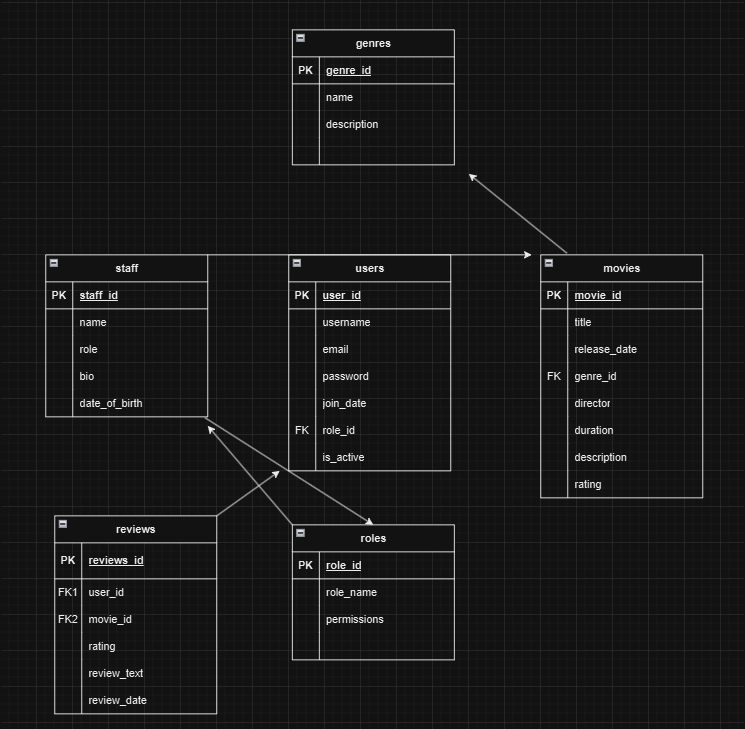 genres
PK genre_id
name
description
staff
PK staff_id
name
role
bio
date_of_birth
users
PK user_id
username
email
password
join_date
FK role_id
is_active
movies
PK movie_id
title
release_date
FK genre_id
director
duration
description
rating
reviews
PK reviews_id
FK1 user_id
FK2 movie_id
rating
review_text
review_date
roles
PK role_id
role_name
permissions